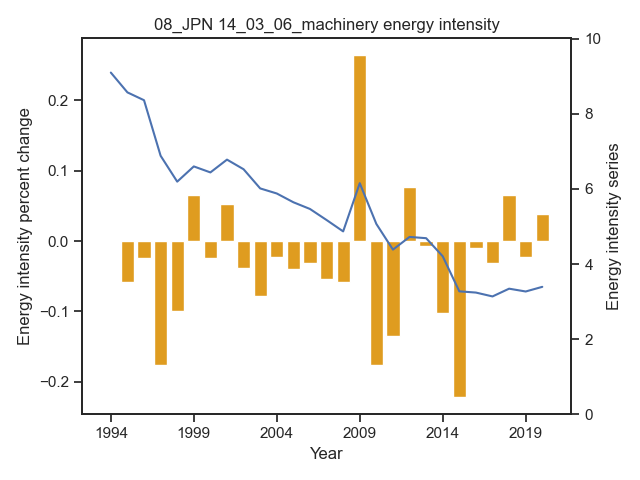 08_JPN 14_03_06_machinery energy intensity
Energy intensity percent change
0.2
0.1
0.0
−0.1
−0.2
10
8
6
4
2
0
Energy intensity series
1994 1999 2004 2009 2014 2019
Year